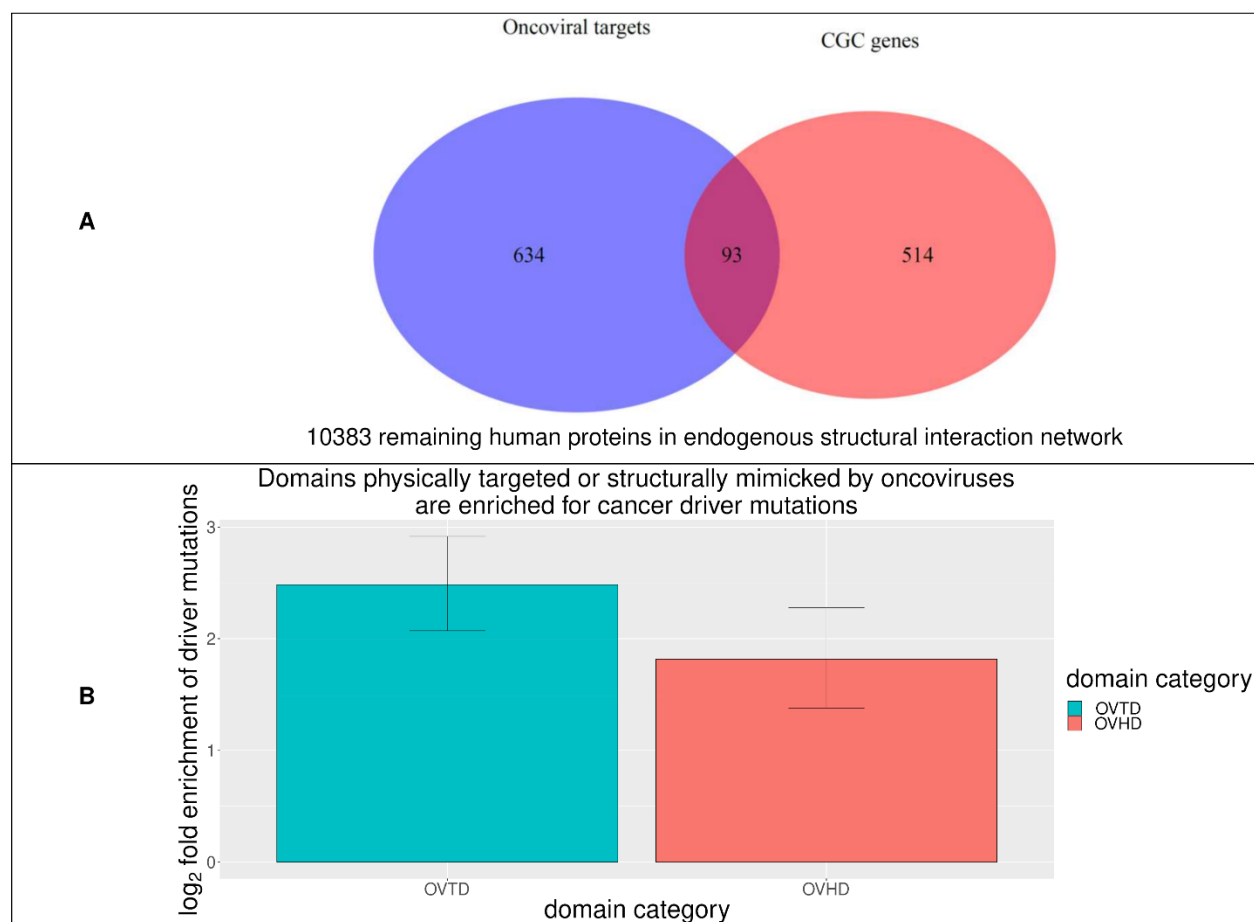 Oncoviral targets
CGC genes
A
634
93
514
10383 remaining human proteins in endogenous structural interaction network
Domains physically targeted or structurally mimicked by oncoviruses
are enriched for cancer driver mutations
B
log₂ fold enrichment of driver mutations
3
2
1
0
OVTD
OVHD
domain category
domain category
OVTD
OVHD